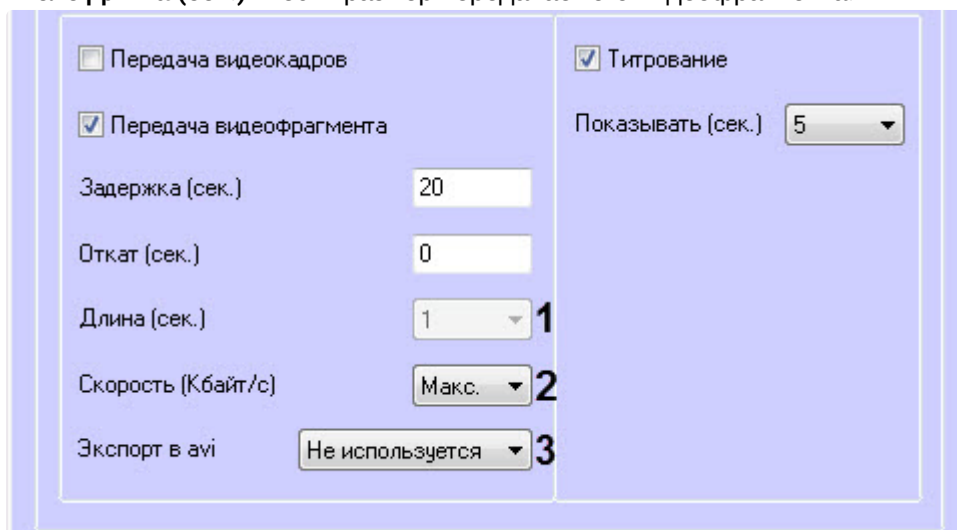 Передача видеокадров
Передача видеофрагмента
Задержка (сек.) 20
Откат (сек.) 0
Длина (сек.) 1 1
Скорость (Кбайт/с) Макс. 2
Экспорт в avi Не используется 3
Титрование
Показывать (сек.) 5